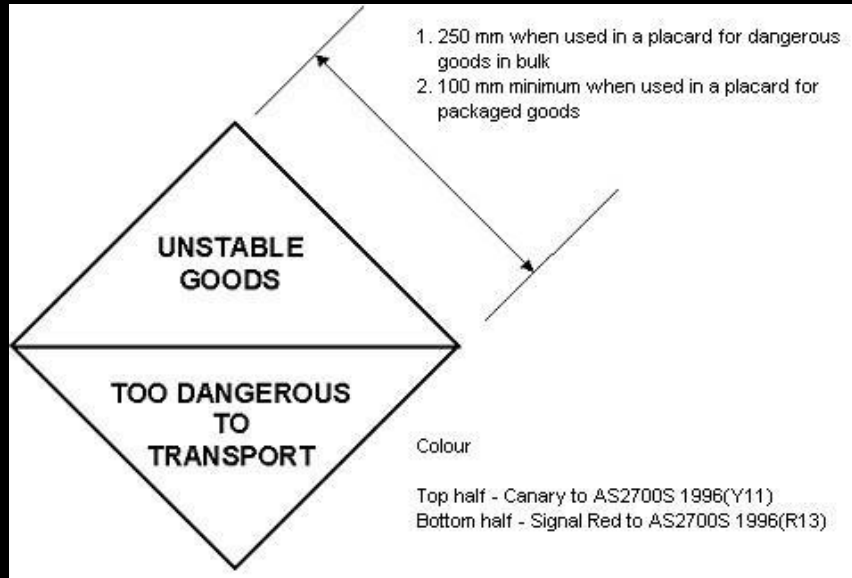 1. 250 mm when used in a placard for dangerous
goods in bulk
2. 100 mm minimum when used in a placard for
packaged goods
UNSTABLE
GOODS
TOO DANGEROUS
TO
TRANSPORT
Colour
Top half - Canary to AS2700S 1996(Y11)
Bottom half - Signal Red to AS2700S 1996(R13)